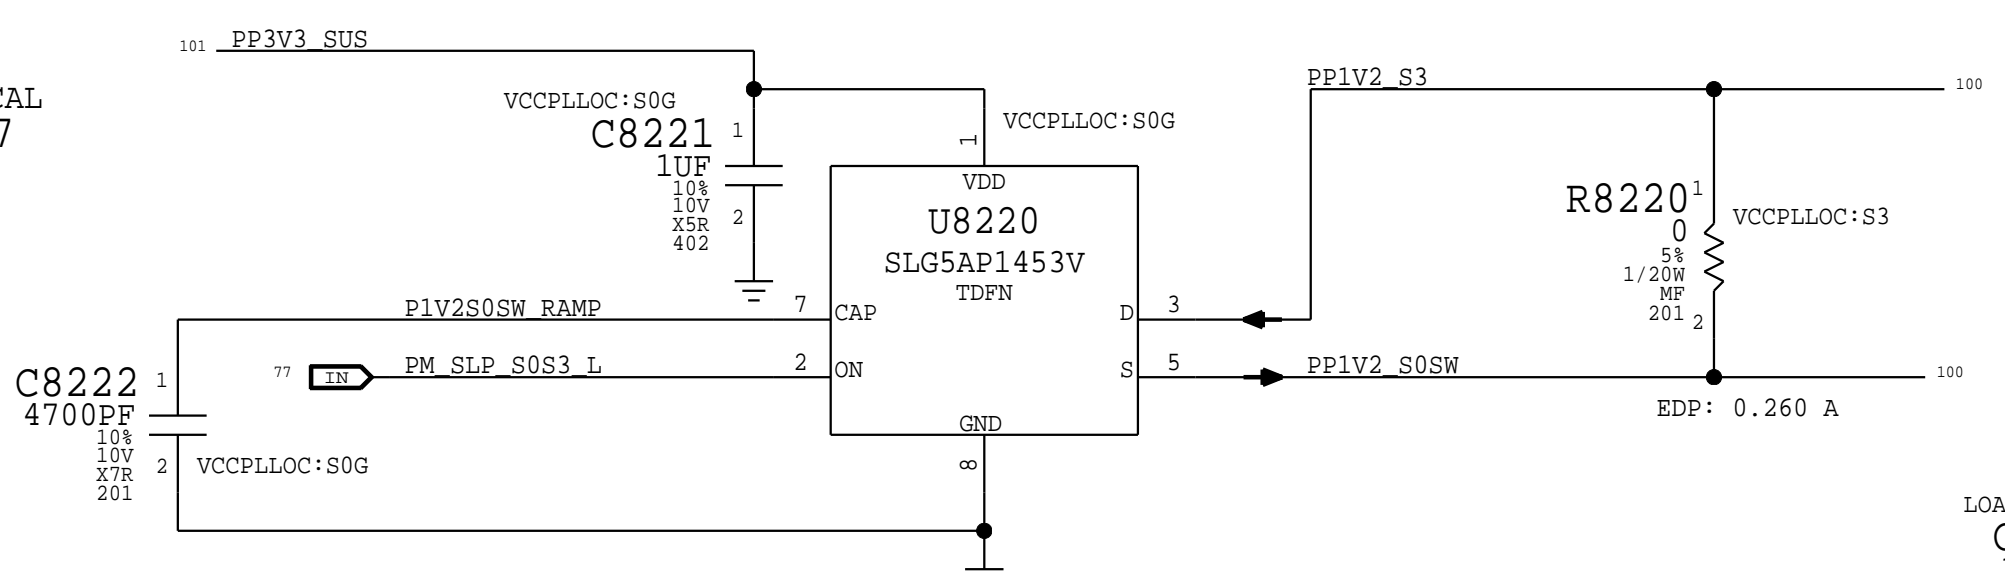 101 PP3V3_SUS
CAL
7
VCCPLLOC:S0G
C8221
1UF
10%
10V
X5R
402
1
2
VCCPLLOC:S0G
1
VDD
U8220
SLG5AP1453V
TDFN
PP1V2_S3
100
R8220
0
5%
1/20W
MF
201
1
2
VCCPLLOC:S3
P1V2S0SW_RAMP
7
CAP
D
3
77
IN
PM_SLP_S0S3_L
2
ON
S
5
PP1V2_S0SW
100
EDP: 0.260 A
GND
8
C8222
4700PF
10%
10V
X7R
201
1
2
VCCPLLOC:S0G
LOA